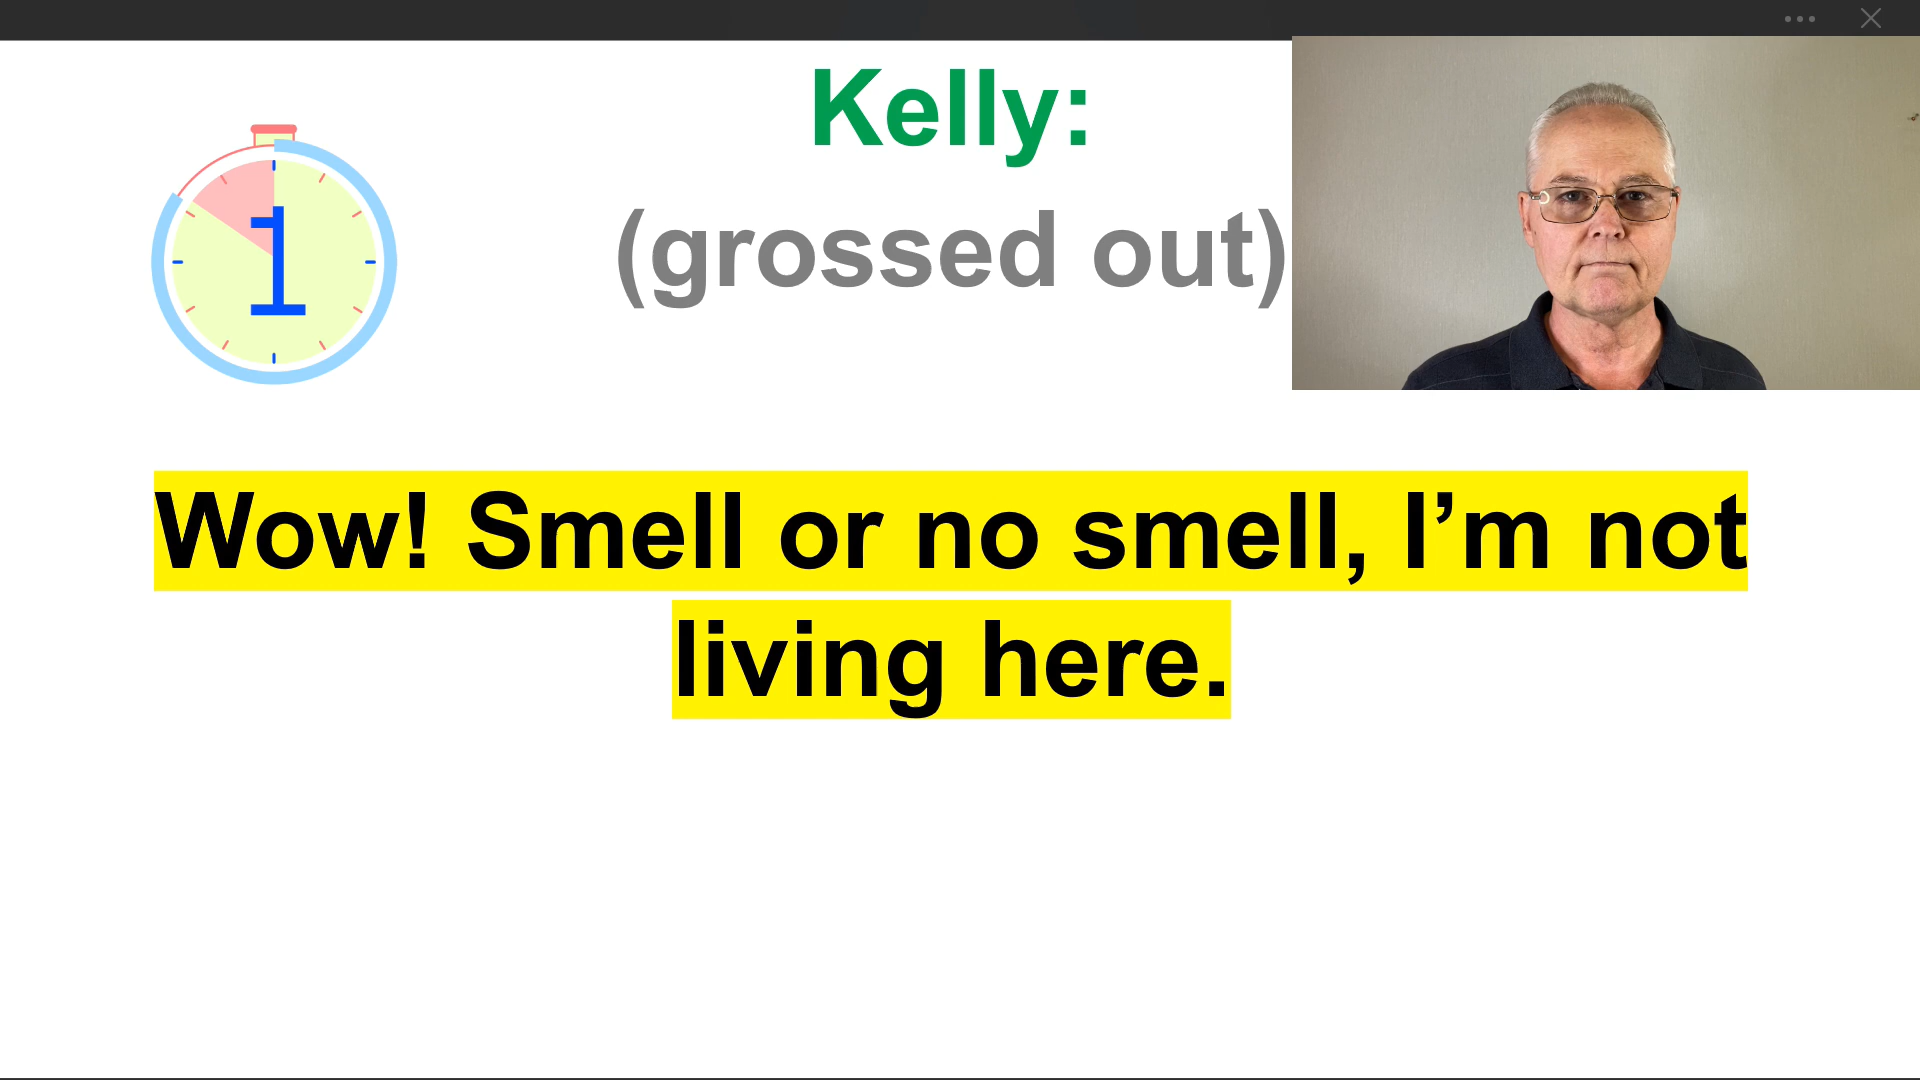 Kelly:
1
(grossed out)
Wow! Smell or no smell, I’m not
living here.